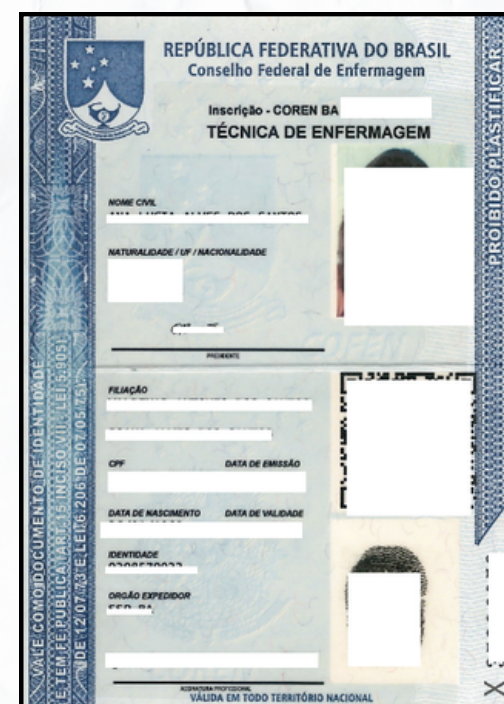 REPÚBLICA FEDERATIVA DO BRASIL
Conselho Federal de Enfermagem
Inscrição - COREN BA
TÉCNICA DE ENFERMAGEM
NOME CIVIL
NATURALIDADE / UF / NACIONALIDADE
PRESIDENTE
COREN
FILIAÇÃO
CPF DATA DE EMISSÃO
DATA DE NASCIMENTO DATA DE VALIDADE
IDENTIDADE
ORGÃO EXPEDIDOR
ASSINATURA PROFISSIONAL
VÁLIDA EM TODO TERRITÓRIO NACIONAL
VALE COMO DOCUMENTO DE IDENTIDADE
E TEM FÉ PÚBLICA (ART. 15 INCISO VII, LEI 5.905)
DE 12/07/73 E LEI 6.206 DE 07/05/75)
PROIBIDO PLASTIFICAR